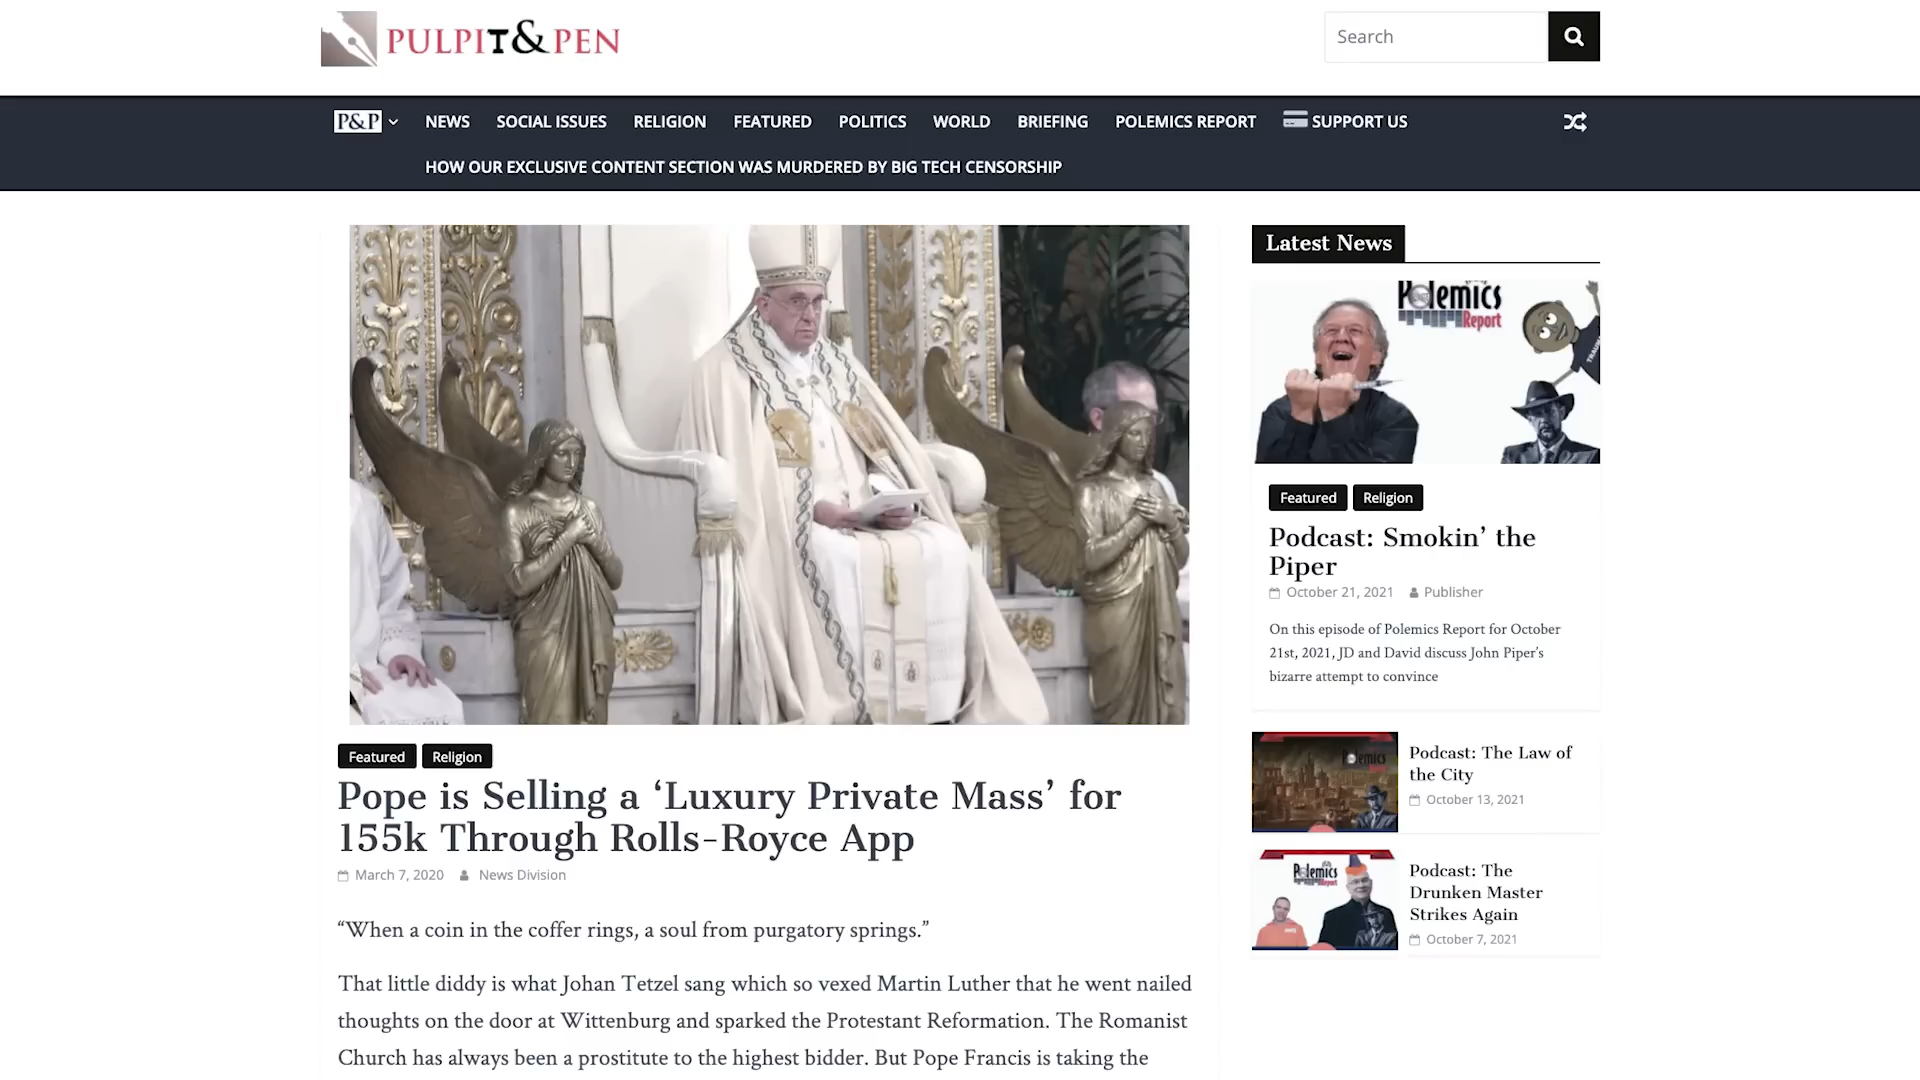 PULPIT&PEN
Search
P&P
NEWS
SOCIAL ISSUES
RELIGION
FEATURED
POLITICS
WORLD
BRIEFING
POLEMICS REPORT
SUPPORT US
HOW OUR EXCLUSIVE CONTENT SECTION WAS MURDERED BY BIG TECH CENSORSHIP
Featured
Religion
Pope is Selling a ‘Luxury Private Mass’ for
155k Through Rolls-Royce App
March 7, 2020
News Division
“When a coin in the coffer rings, a soul from purgatory springs.”
That little diddy is what Johan Tetzel sang which so vexed Martin Luther that he went nailed
thoughts on the door at Wittenburg and sparked the Protestant Reformation. The Romanist
Church has always been a prostitute to the highest bidder. But Pope Francis is taking the
Latest News
Polemics
Report
Featured
Religion
Podcast: Smokin’ the
Piper
October 21, 2021
Publisher
On this episode of Polemics Report for October
21st, 2021, JD and David discuss John Piper’s
bizarre attempt to convince
Polemics
Podcast: The Law of
the City
October 13, 2021
Polemics
Report
Podcast: The
Drunken Master
Strikes Again
October 7, 2021